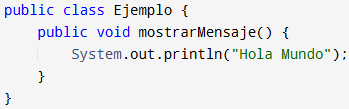 public class Ejemplo {
    public void mostrarMensaje() {
        System.out.println("Hola Mundo");
    }
}